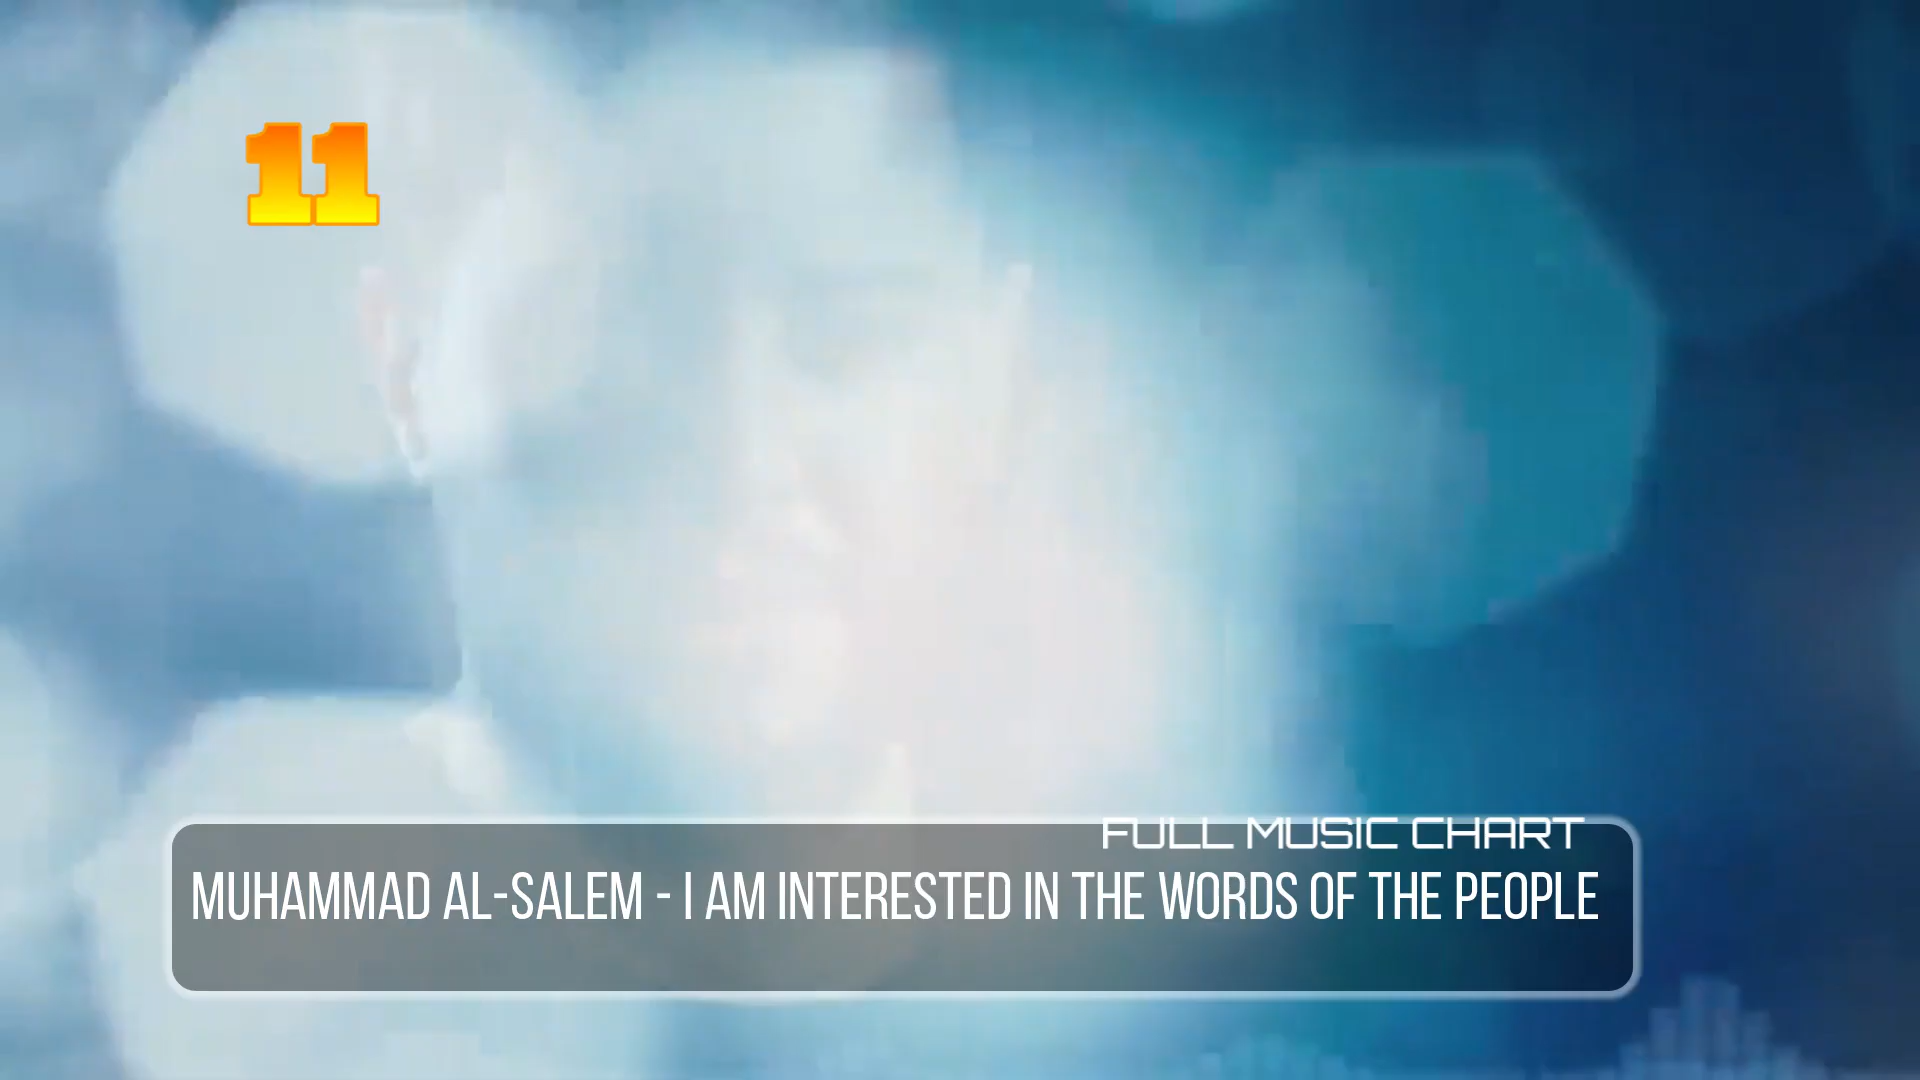 11
FULL MUSIC CHART
MUHAMMAD AL-SALEM - I AM INTERESTED IN THE WORDS OF THE PEOPLE